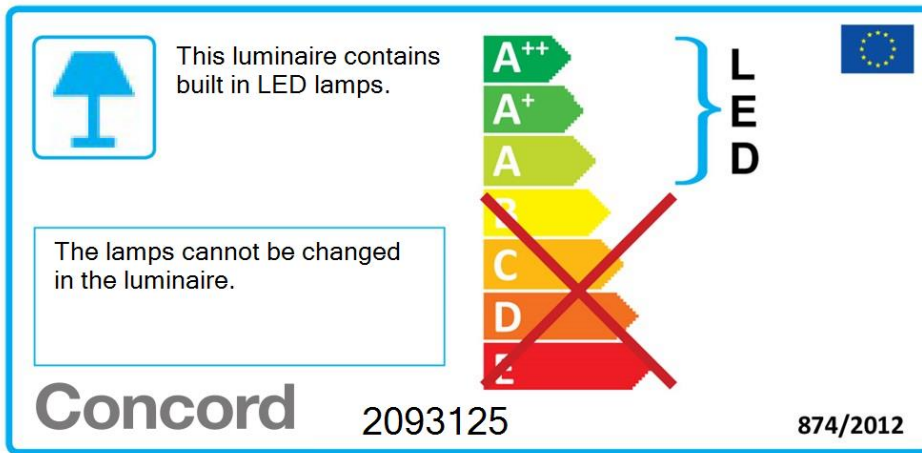 This luminaire contains
built in LED lamps.
A++
A+
A
B
C
D
E
L
E
D
The lamps cannot be changed
in the luminaire.
Concord
2093125
874/2012